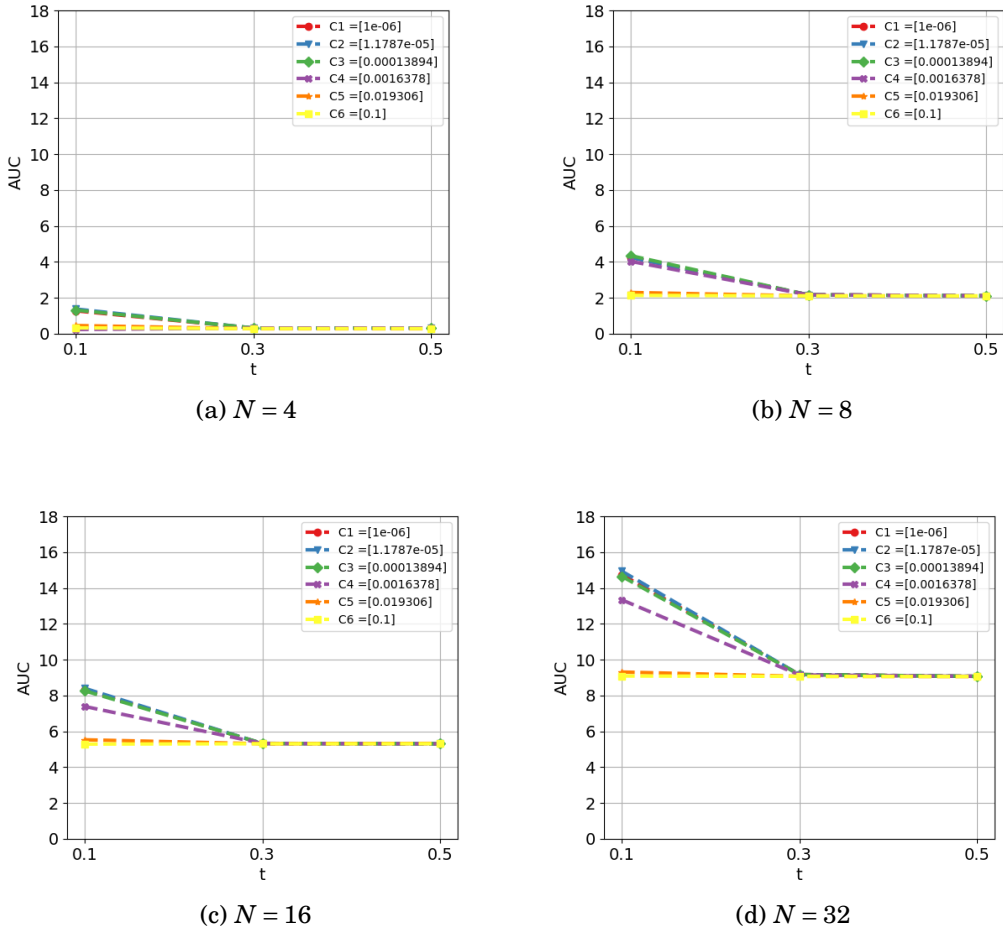 18
16
14
12
10
8
6
4
2
0
AUC
C1 =[1e-06]
C2 =[1.1787e-05]
C3 =[0.00013894]
C4 =[0.0016378]
C5 =[0.019306]
C6 =[0.1]
0.1 0.3 0.5
t
(a) N = 4
18
16
14
12
10
8
6
4
2
0
AUC
C1 =[1e-06]
C2 =[1.1787e-05]
C3 =[0.00013894]
C4 =[0.0016378]
C5 =[0.019306]
C6 =[0.1]
0.1 0.3 0.5
t
(b) N = 8
18
16
14
12
10
8
6
4
2
0
AUC
C1 =[1e-06]
C2 =[1.1787e-05]
C3 =[0.00013894]
C4 =[0.0016378]
C5 =[0.019306]
C6 =[0.1]
0.1 0.3 0.5
t
(c) N = 16
18
16
14
12
10
8
6
4
2
0
AUC
C1 =[1e-06]
C2 =[1.1787e-05]
C3 =[0.00013894]
C4 =[0.0016378]
C5 =[0.019306]
C6 =[0.1]
0.1 0.3 0.5
t
(d) N = 32